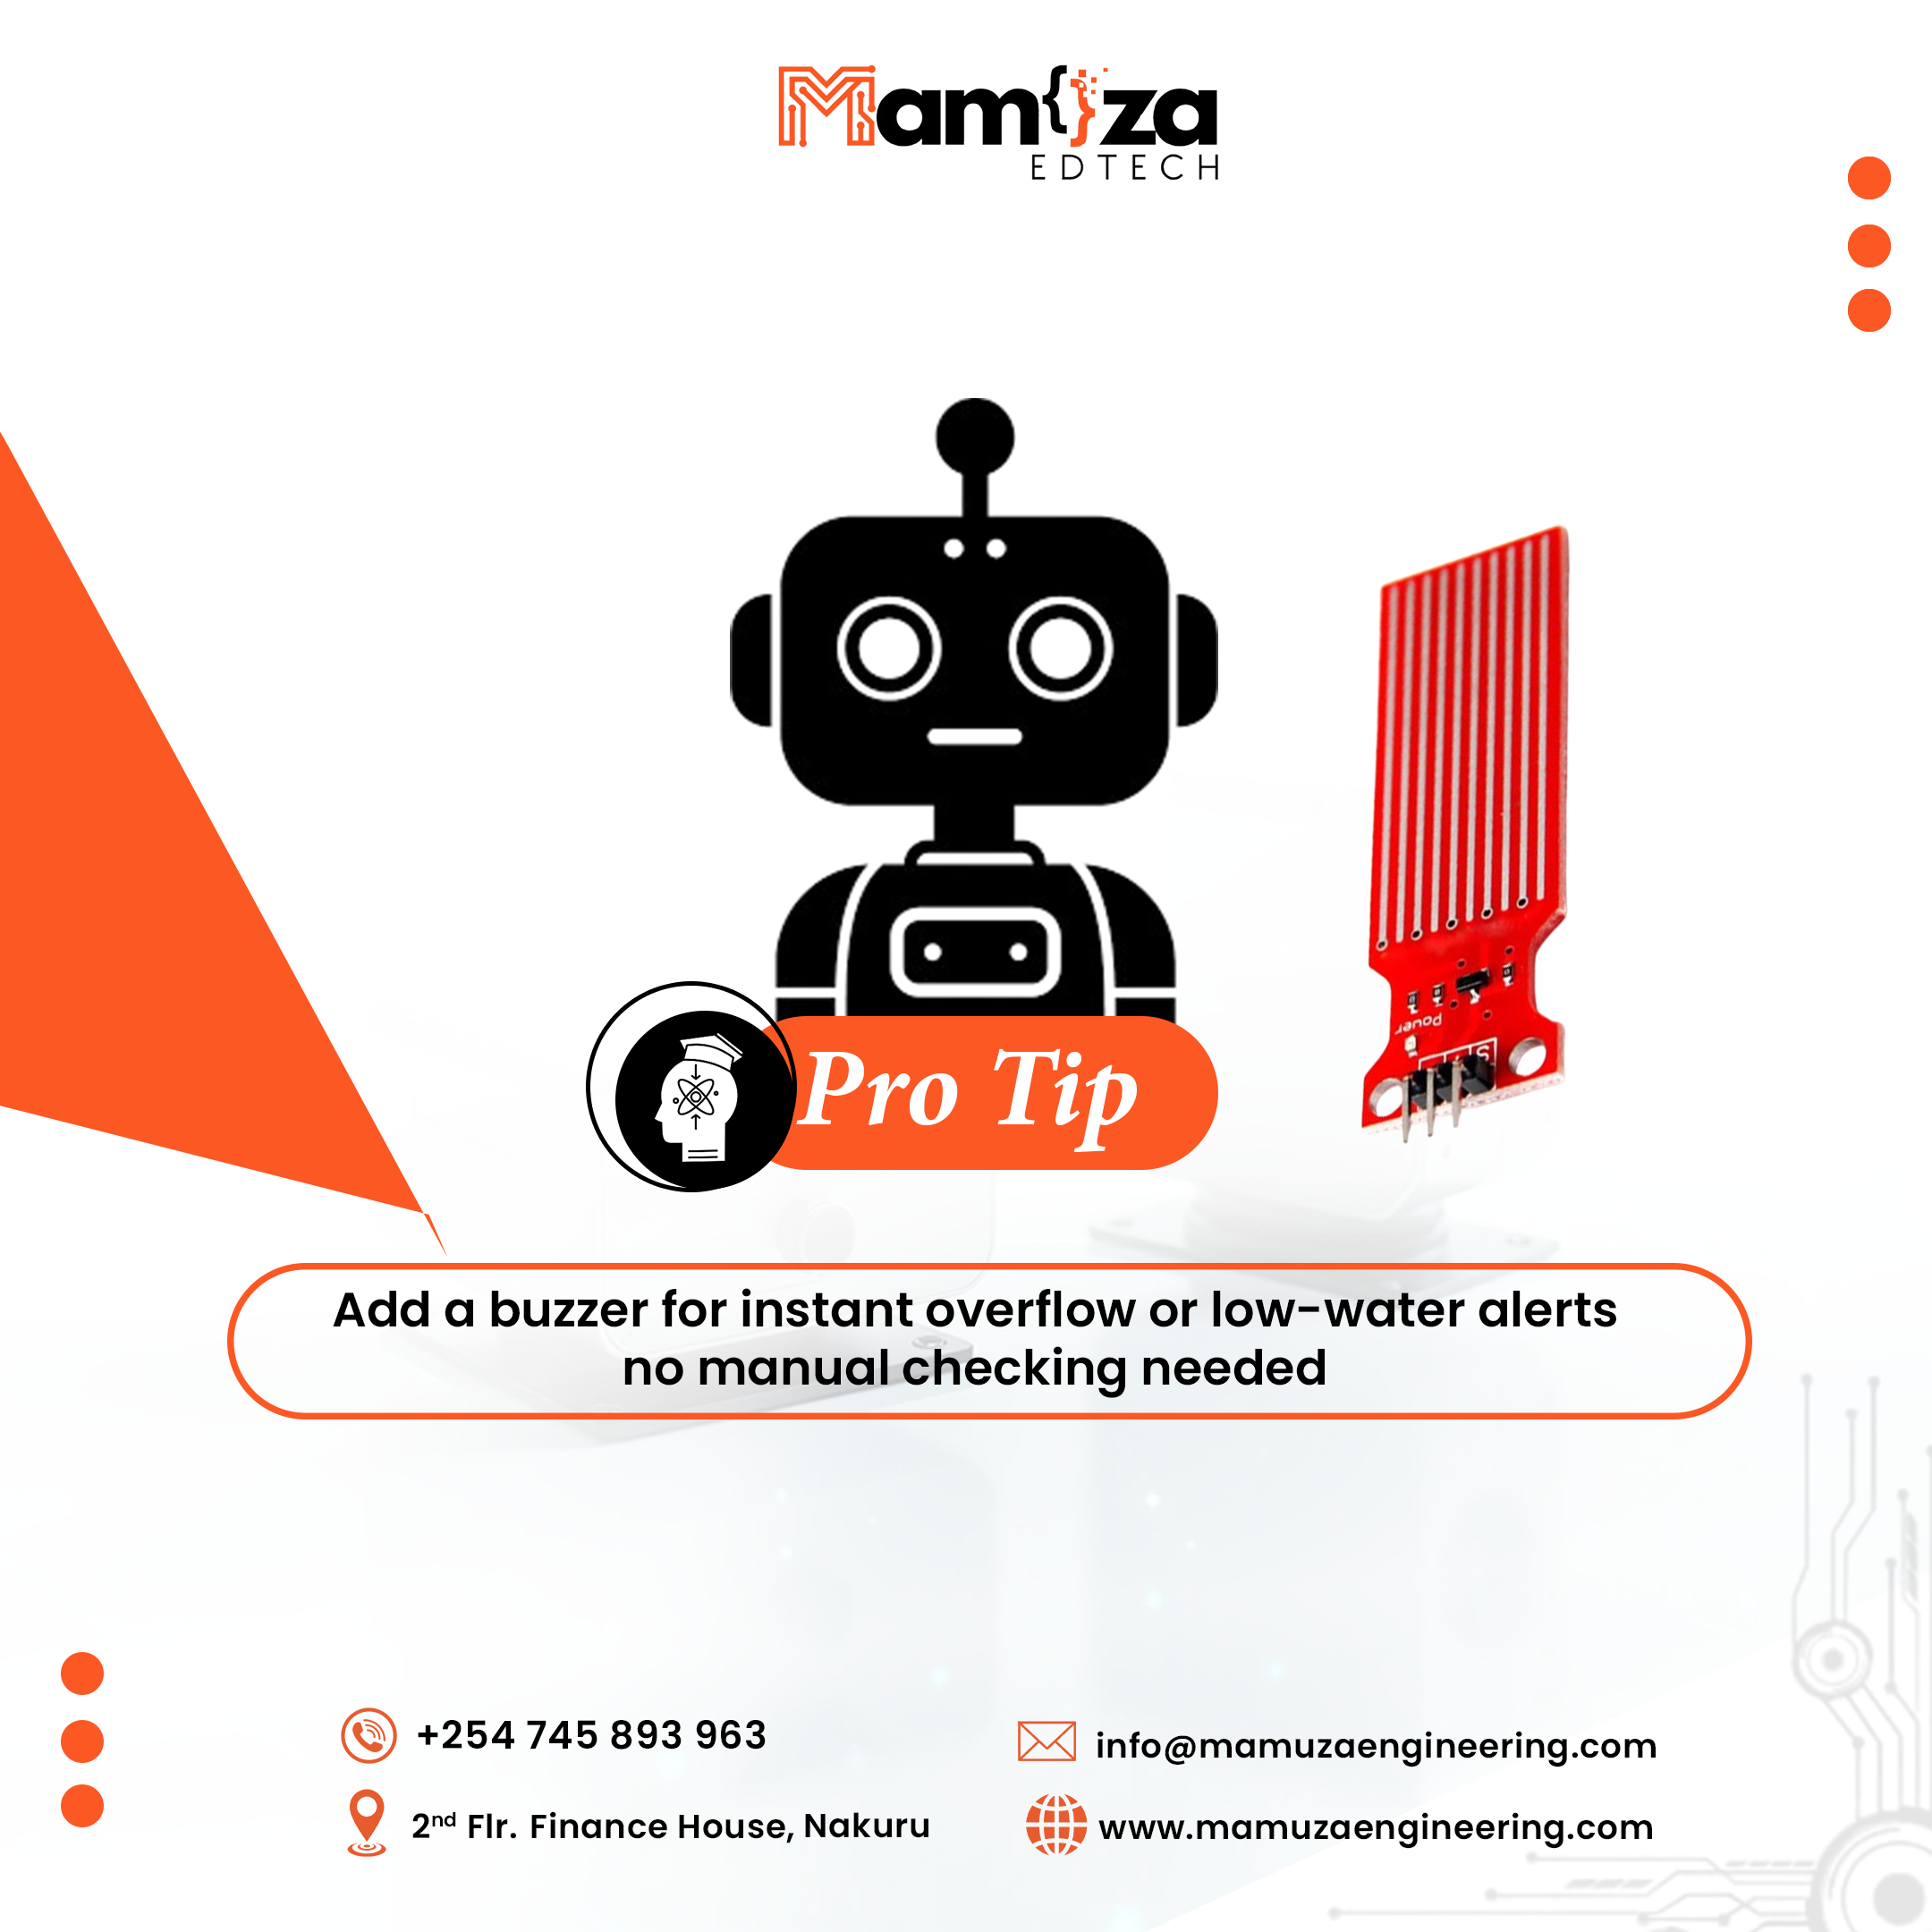 Mamuza
EDTECH
power
S
Pro Tip
Add a buzzer for instant overflow or low-water alerts
no manual checking needed
+254 745 893 963
info@mamuzaengineering.com
2nd Flr. Finance House, Nakuru
www.mamuzaengineering.com